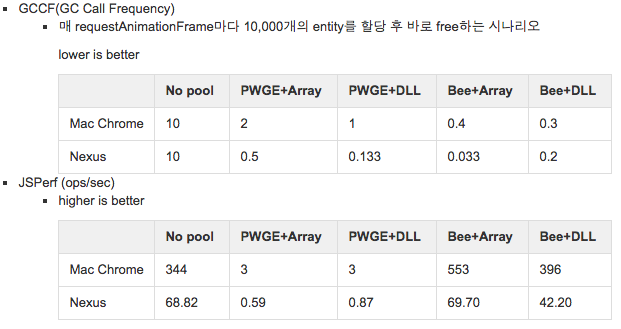 GCCF(GC Call Frequency)
매 requestAnimationFrame마다 10,000개의 entity를 할당 후 바로 free하는 시나리오
lower is better
No pool PWGE+Array PWGE+DLL Bee+Array Bee+DLL
Mac Chrome 10 2 1 0.4 0.3
Nexus 10 0.5 0.133 0.033 0.2
JSPerf (ops/sec)
higher is better
No pool PWGE+Array PWGE+DLL Bee+Array Bee+DLL
Mac Chrome 344 3 3 553 396
Nexus 68.82 0.59 0.87 69.70 42.20